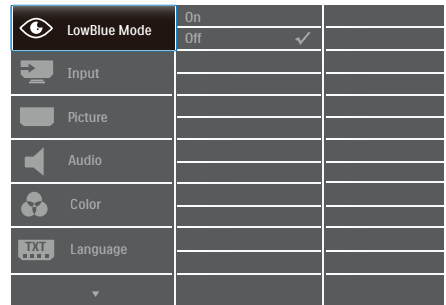 LowBlue Mode
On
Off
Input
Picture
Audio
Color
TXT
Language